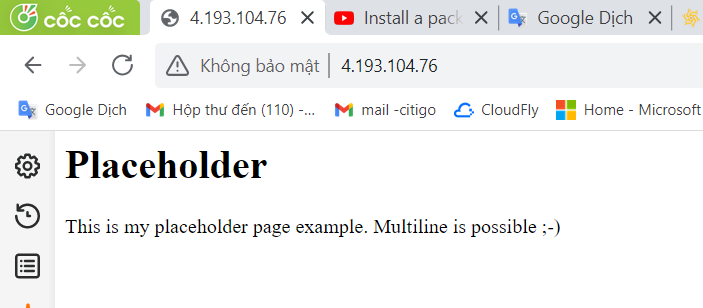 cốc cốc 4.193.104.76 Install a pack Google Dịch
Không bảo mật 4.193.104.76
Google Dịch Hộp thư đến (110) -... mail -citigo CloudFly Home - Microsoft
Placeholder
This is my placeholder page example. Multiline is possible ;-)